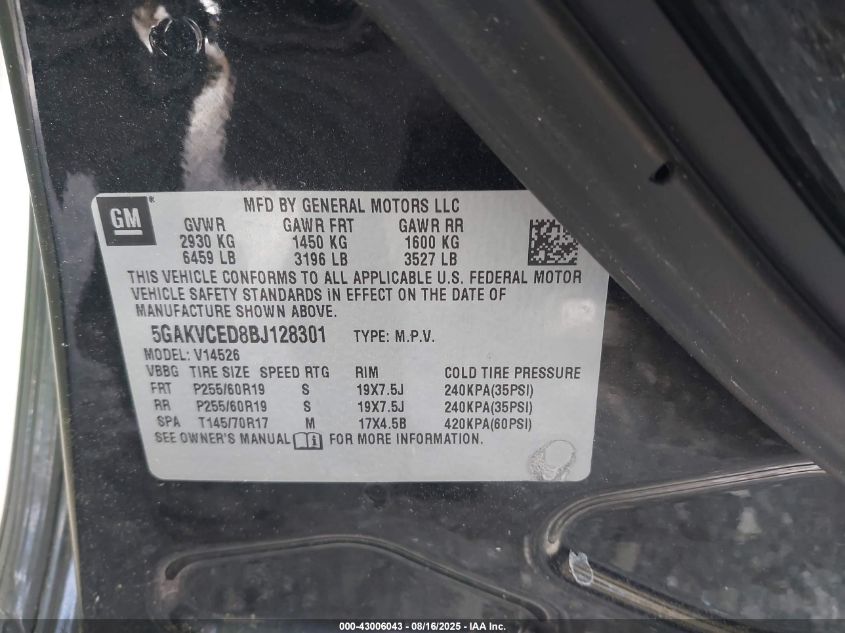 GM
MFD BY GENERAL MOTORS LLC
GVWR GAWR FRT GAWR RR
2930 KG 1450 KG 1600 KG
6459 LB 3196 LB 3527 LB
THIS VEHICLE CONFORMS TO ALL APPLICABLE U.S. FEDERAL MOTOR
VEHICLE SAFETY STANDARDS IN EFFECT ON THE DATE OF
MANUFACTURE SHOWN ABOVE.
5GAKVCED8BJ128301 TYPE: M.P.V.
MODEL: V14526
VBBG TIRE SIZE SPEED RTG RIM COLD TIRE PRESSURE
FRT P255/60R19 S 19X7.5J 240KPA(35PSI)
RR P255/60R19 S 19X7.5J 240KPA(35PSI)
SPA T145/70R17 M 17X4.5B 420KPA(60PSI)
SEE OWNER'S MANUAL FOR MORE INFORMATION.
000-43006043 - 08/16/2025 - IAA Inc.